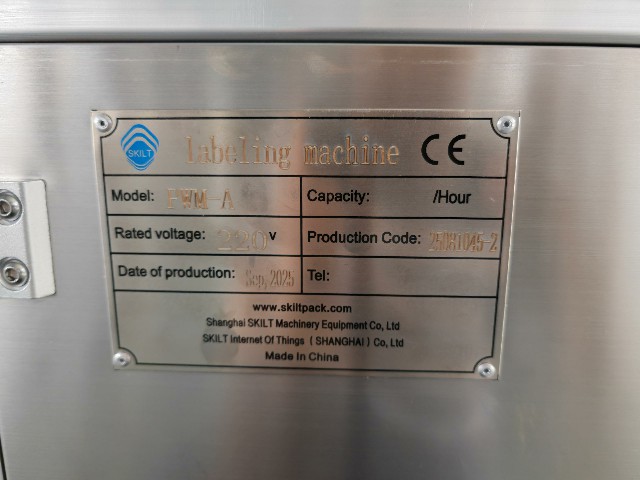 SKILT
Labeling machine CE
Model: FWM-A Capacity: /Hour
Rated voltage: 220 V Production Code: 25081045-2
Date of production: Sep,2025 Tel:
www.skiltpack.com
Shanghai SKILT Machinery Equipment Co, Ltd
SKILT Internet Of Things ( SHANGHAI ) Co, Ltd
Made In China